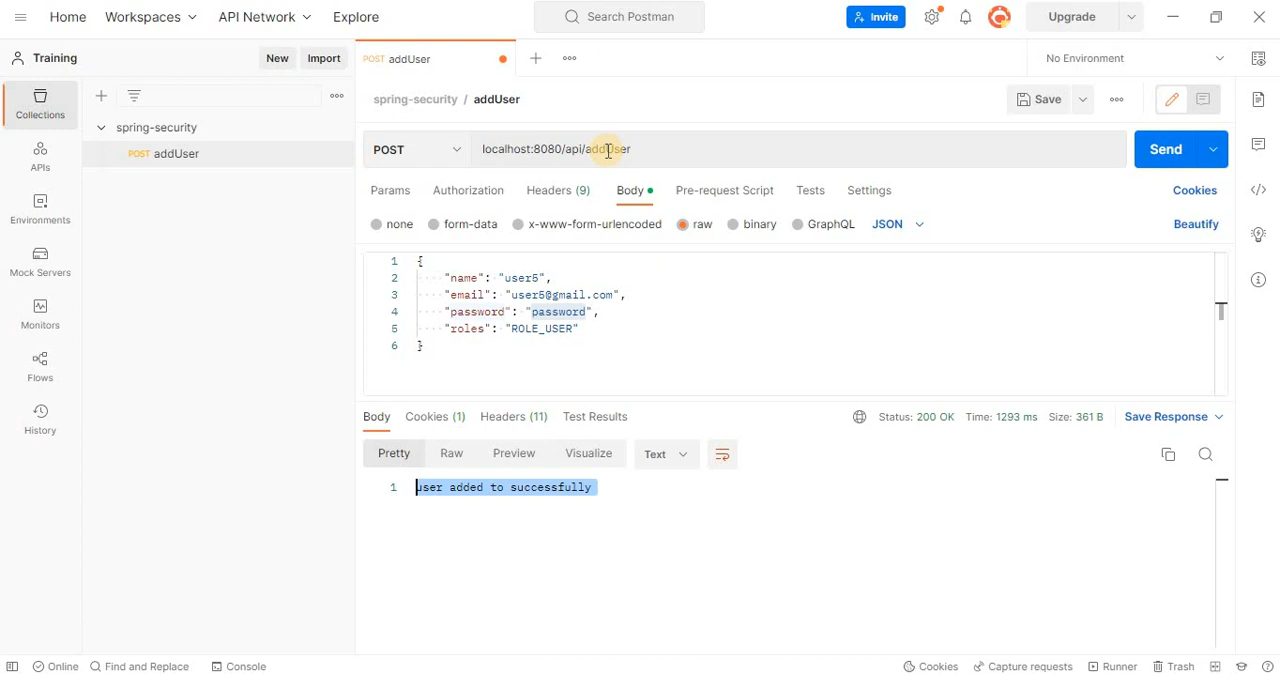 Home Workspaces API Network Explore Search Postman Invite Upgrade
Training New Import POST addUser No Environment
spring-security / addUser Save
Collections
spring-security
POST addUser
POST localhost:8080/api/addUser Send
APIs
Params Authorization Headers (9) Body Pre-request Script Tests Settings Cookies
Environments
none form-data x-www-form-urlencoded raw binary GraphQL JSON Beautify
Mock Servers
1 {
2 "name": "user5",
3 "email": "user5@gmail.com",
4 "password": "password",
5 "roles": "ROLE_USER"
6 }
Monitors
Flows
History
Body Cookies (1) Headers (11) Test Results Status: 200 OK Time: 1293 ms Size: 361 B Save Response
Pretty Raw Preview Visualize Text
1 user added to successfully
Online Find and Replace Console Cookies Capture requests Runner Trash